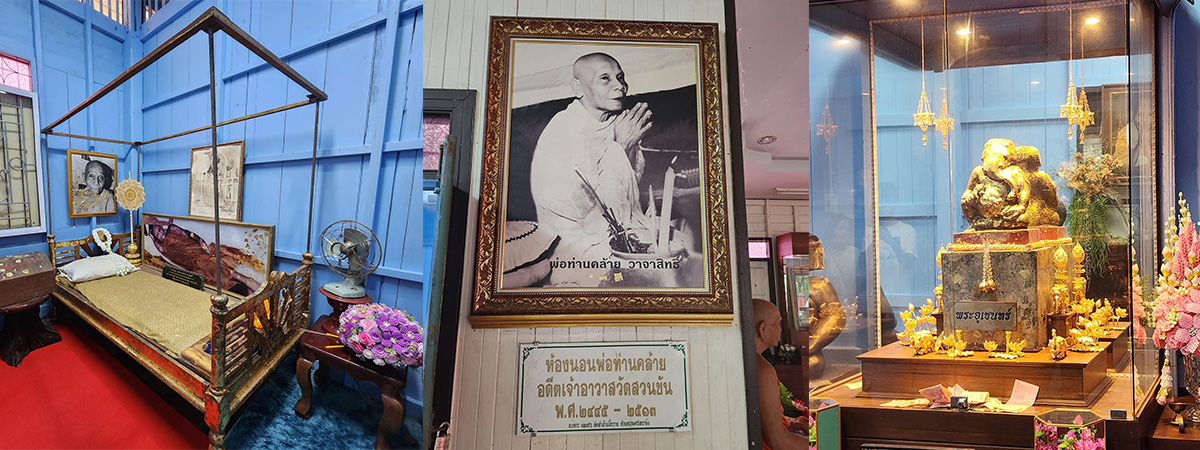 พ่อท่านคล้าย วาจาสิทธิ์
ห้องนอนพ่อท่านคล้าย
อดีตเจ้าอาวาสวัดสวนขัน
พ.ศ.๒๔๔๕ - ๒๕๑๓
พระอุเชนทร์